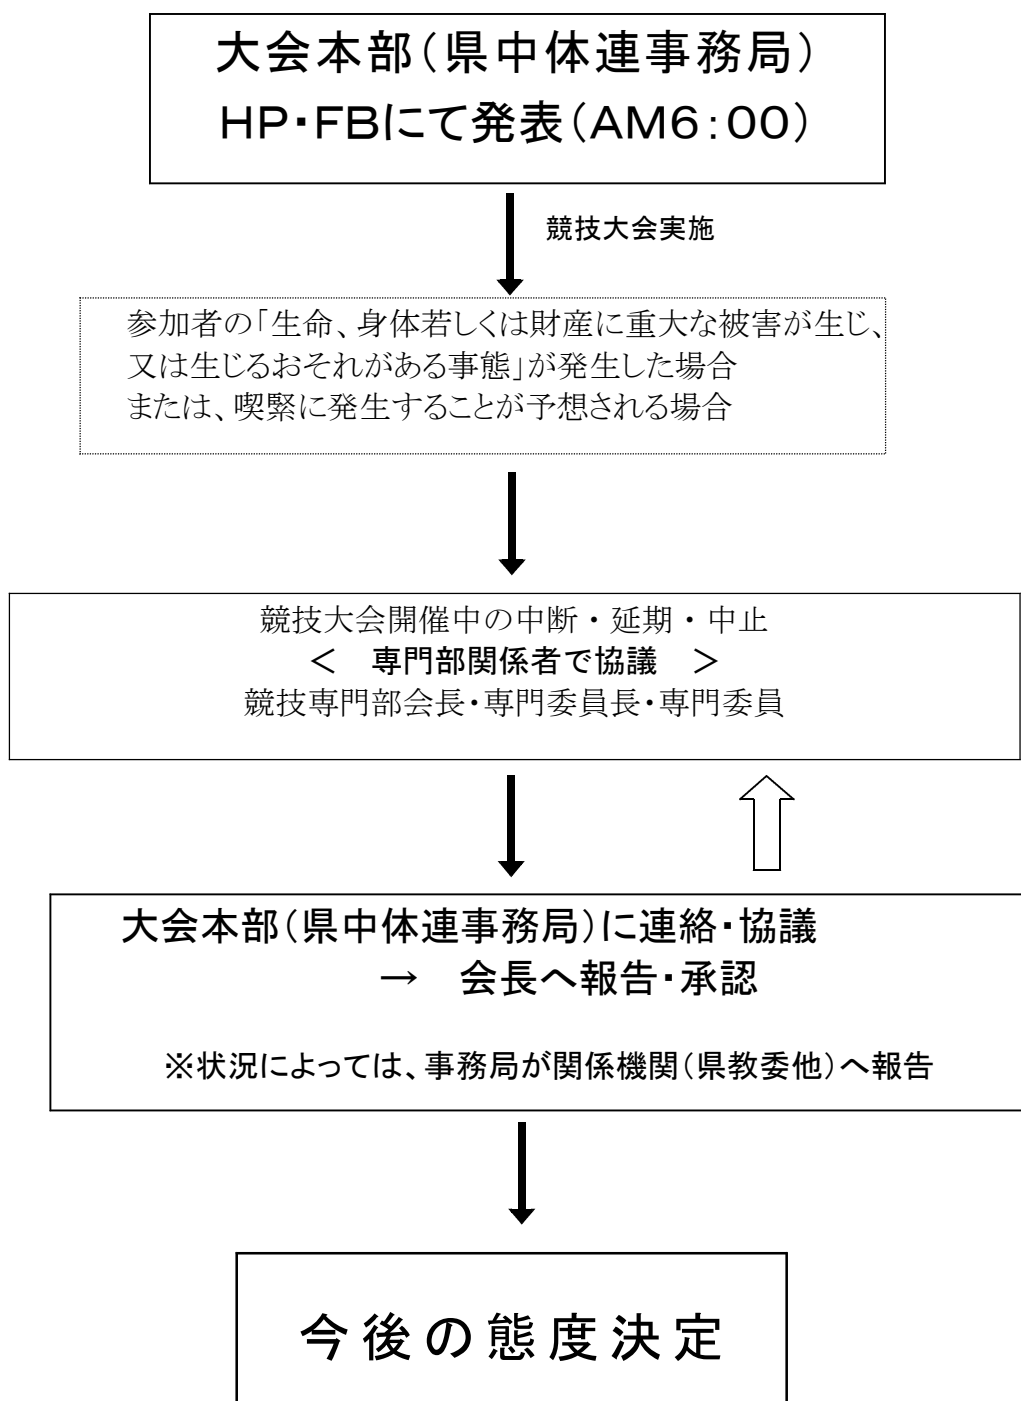 大会本部（県中体連事務局）
HP・FBにて発表（AM6：00）
競技大会実施
参加者の「生命、身体若しくは財産に重大な被害が生じ、
又は生じるおそれがある事態」が発生した場合
または、喫緊に発生することが予想される場合
競技大会開催中の中断・延期・中止
＜　専門部関係者で協議　＞
競技専門部会長・専門委員長・専門委員
大会本部（県中体連事務局）に連絡・協議
→　会長へ報告・承認
※状況によっては、事務局が関係機関（県教委他）へ報告
今後の態度決定